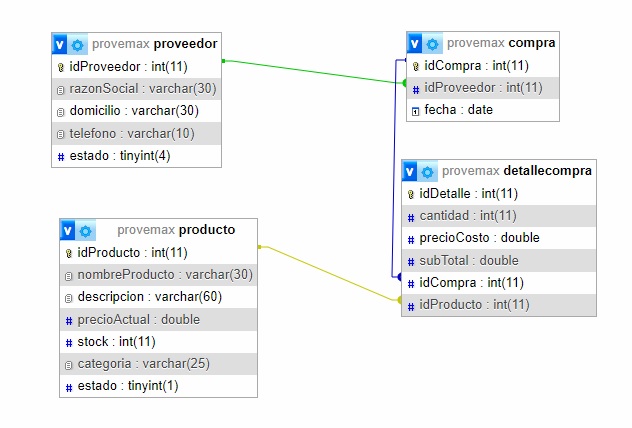 provemax proveedor
idProveedor : int(11)
razonSocial : varchar(30)
domicilio : varchar(30)
telefono : varchar(10)
# estado : tinyint(4)
provemax compra
idCompra : int(11)
# idProveedor : int(11)
fecha : date
provemax detallecompra
idDetalle : int(11)
# cantidad : int(11)
# precioCosto : double
# subTotal : double
# idCompra : int(11)
# idProducto : int(11)
provemax producto
idProducto : int(11)
nombreProducto : varchar(30)
descripcion : varchar(60)
# precioActual : double
# stock : int(11)
categoria : varchar(25)
# estado : tinyint(1)